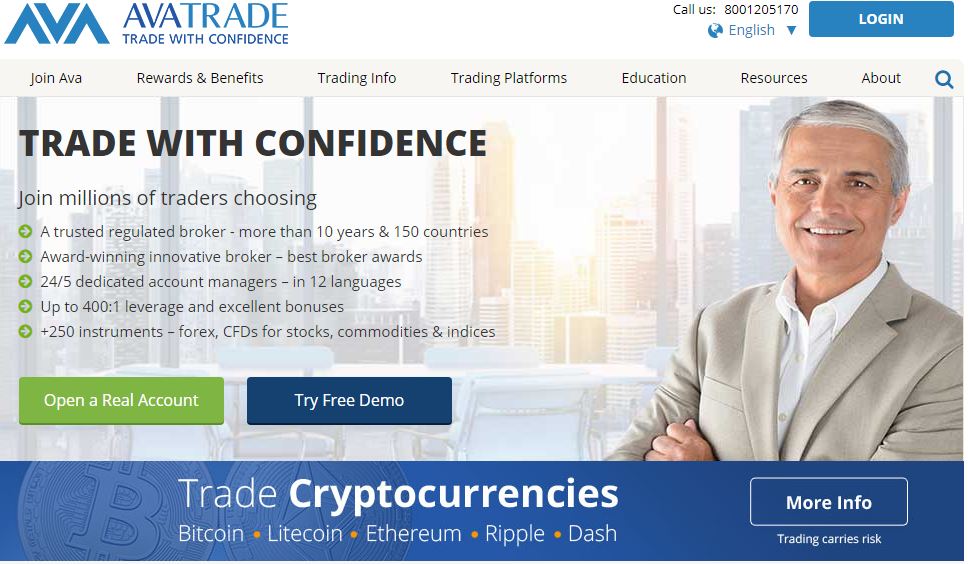 AVA AVATRADE
TRADE WITH CONFIDENCE
Call us: 8001205170
English
LOGIN
Join Ava Rewards & Benefits Trading Info Trading Platforms Education Resources About
TRADE WITH CONFIDENCE
Join millions of traders choosing
A trusted regulated broker - more than 10 years & 150 countries
Award-winning innovative broker – best broker awards
24/5 dedicated account managers – in 12 languages
Up to 400:1 leverage and excellent bonuses
+250 instruments – forex, CFDs for stocks, commodities & indices
Open a Real Account Try Free Demo
Trade Cryptocurrencies
Bitcoin • Litecoin • Ethereum • Ripple • Dash
More Info
Trading carries risk